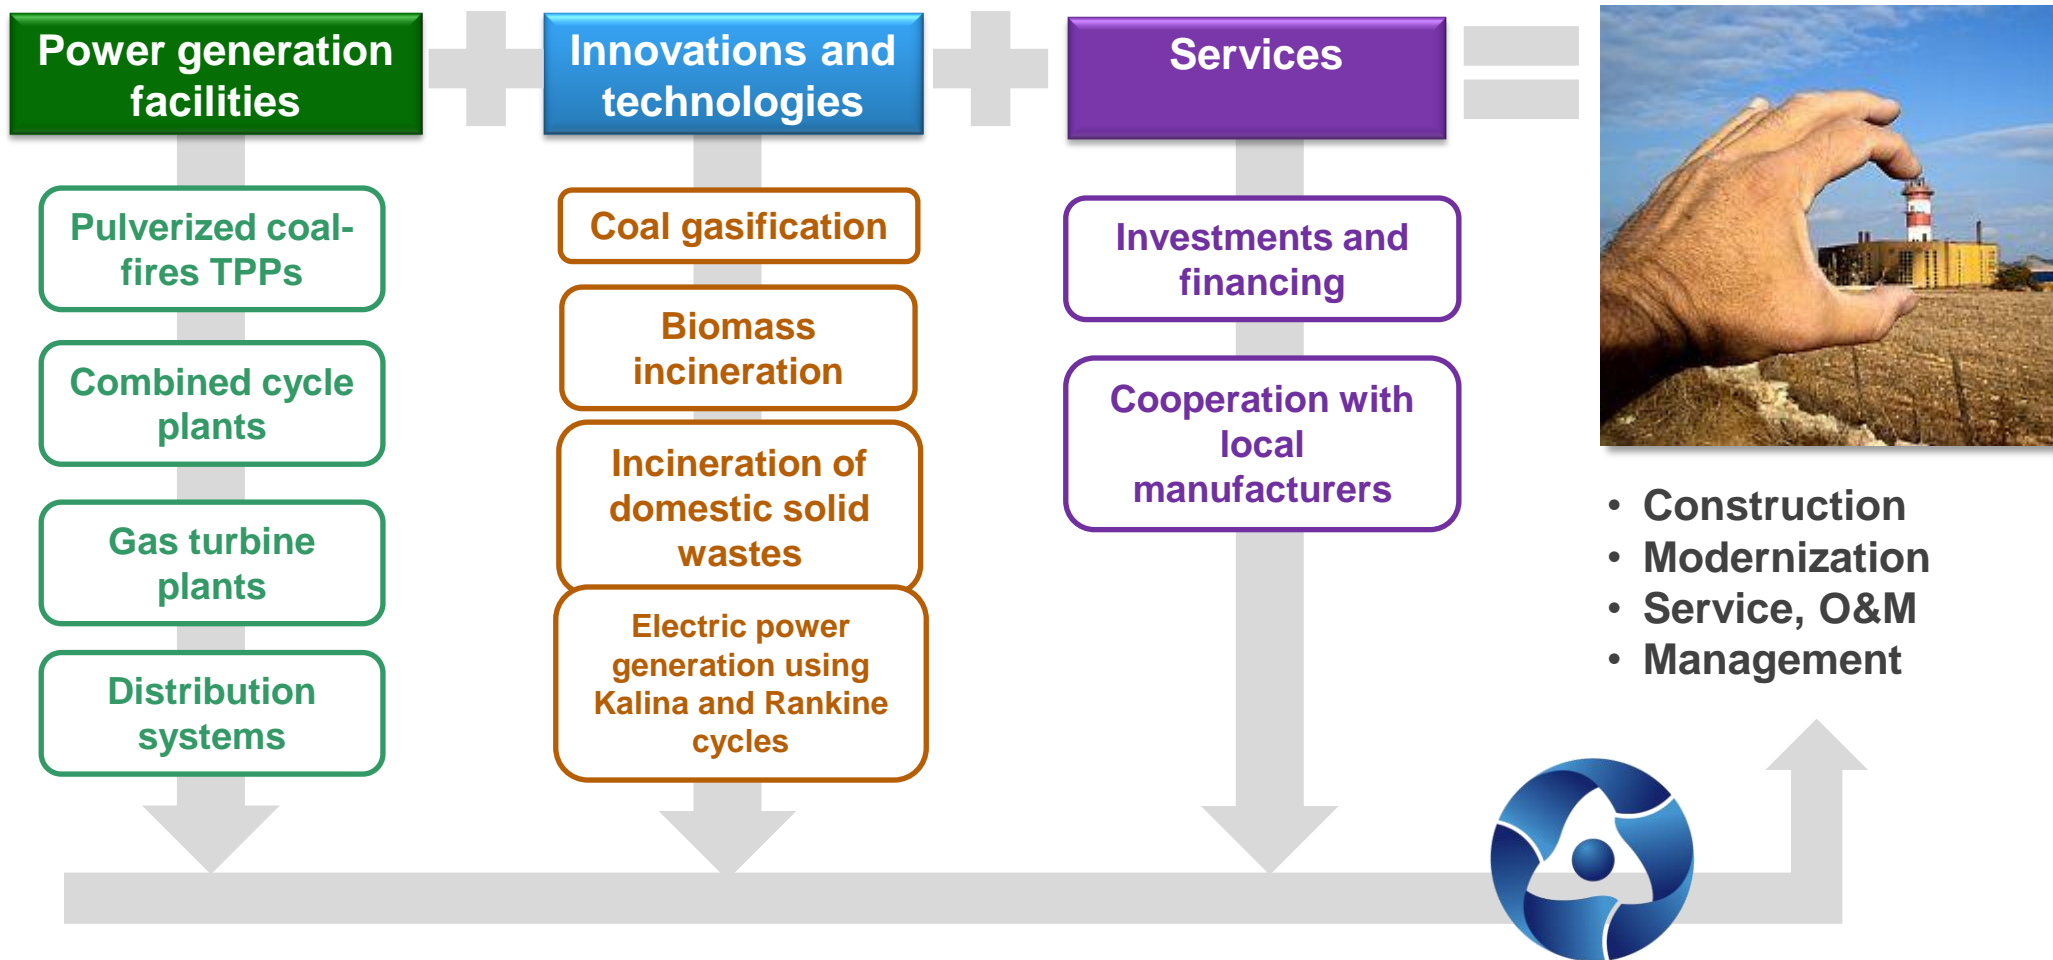 Power generation
facilities
Innovations and
technologies
Services
Pulverized coal-
fires TPPs
Combined cycle
plants
Gas turbine
plants
Distribution
systems
Coal gasification
Biomass
incineration
Incineration of
domestic solid
wastes
Electric power
generation using
Kalina and Rankine
cycles
Investments and
financing
Cooperation with
local
manufacturers
• Construction
• Modernization
• Service, O&M
• Management